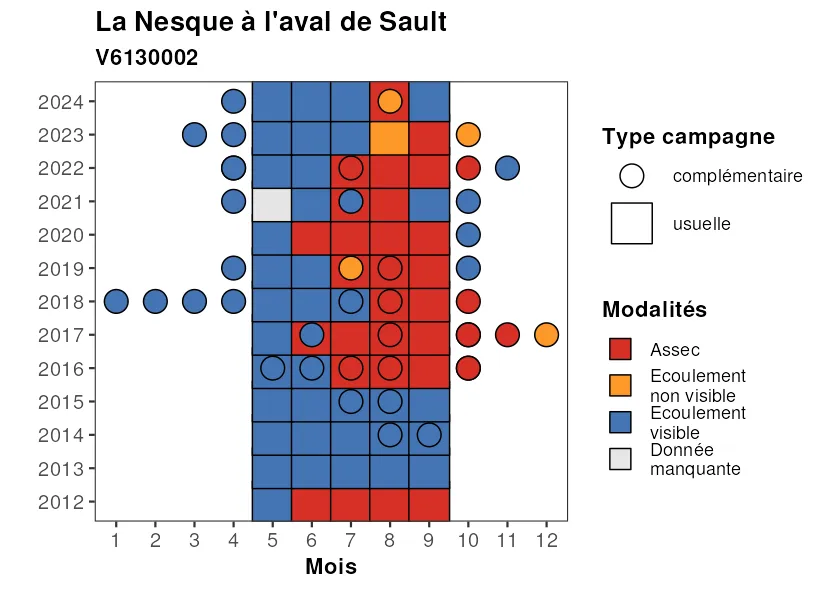 La Nesque à l'aval de Sault
V6130002
2024
2023
2022
2021
2020
2019
2018
2017
2016
2015
2014
2013
2012
1 2 3 4 5 6 7 8 9 10 11 12
Mois
Type campagne
complémentaire
usuelle
Modalités
Assec
Ecoulement
non visible
Ecoulement
visible
Donnée
manquante